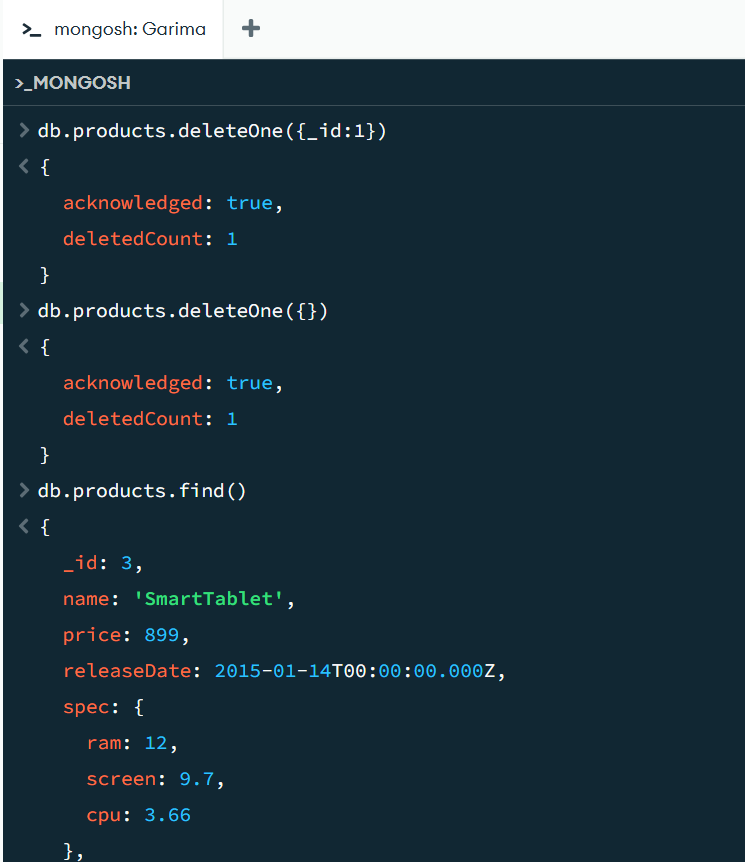 >_ mongosh: Garima +
>_MONGOSH
> db.products.deleteOne({_id:1})
< {
acknowledged: true,
deletedCount: 1
}
> db.products.deleteOne({})
< {
acknowledged: true,
deletedCount: 1
}
> db.products.find()
< {
_id: 3,
name: 'SmartTablet',
price: 899,
releaseDate: 2015-01-14T00:00:00.000Z,
spec: {
ram: 12,
screen: 9.7,
cpu: 3.66
},